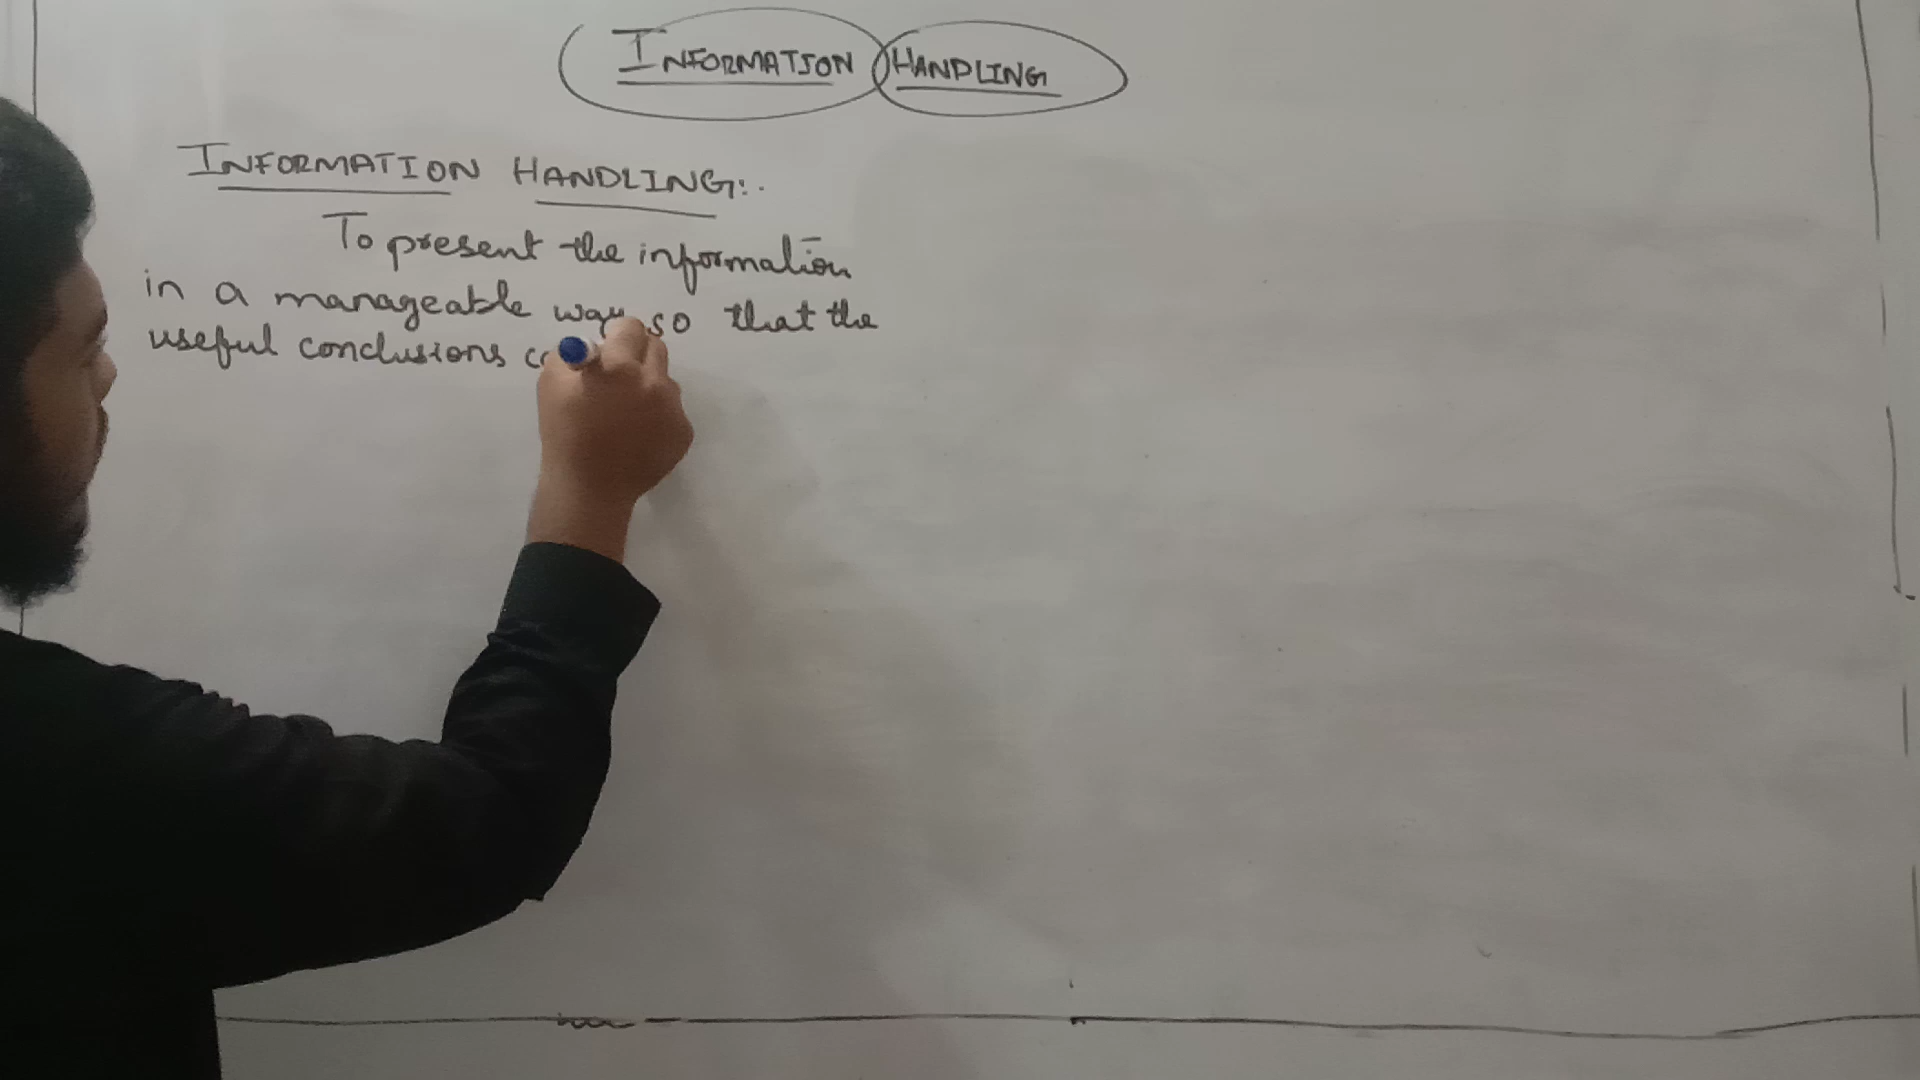 INFORMATION HANDLING
INFORMATION HANDLING:.
To present the information
in a manageable way so that the
useful conclusions